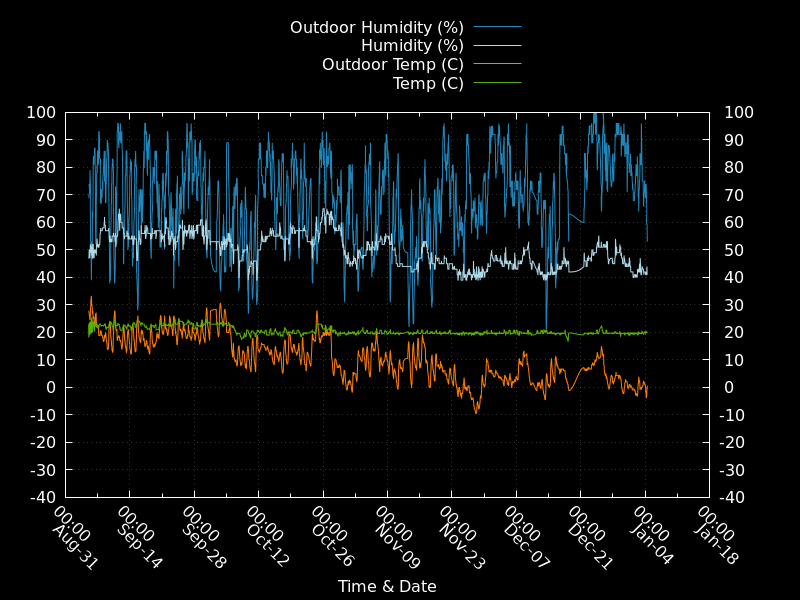 Outdoor Humidity (%)
Humidity (%)
Outdoor Temp (C)
Temp (C)
100 100
90 90
80 80
70 70
60 60
50 50
40 40
30 30
20 20
10 10
0 0
-10 -10
-20 -20
-30 -30
-40 -40
00:00 00:00 00:00 00:00 00:00 00:00 00:00 00:00 00:00 00:00 00:00
Aug-31 Sep-14 Sep-28 Oct-12 Oct-26 Nov-09 Nov-23 Dec-07 Dec-21 Jan-04 Jan-18
Time & Date